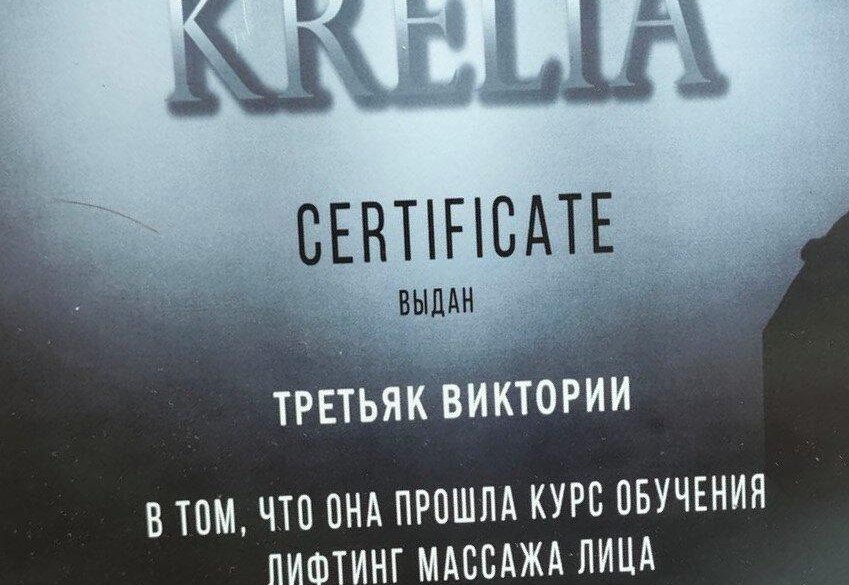 KRELIA
CERTIFICATE
ВЫДАН
ТРЕТЬЯК ВИКТОРИИ
В ТОМ, ЧТО ОНА ПРОШЛА КУРС ОБУЧЕНИЯ
ЛИФТИНГ МАССАЖА ЛИЦА